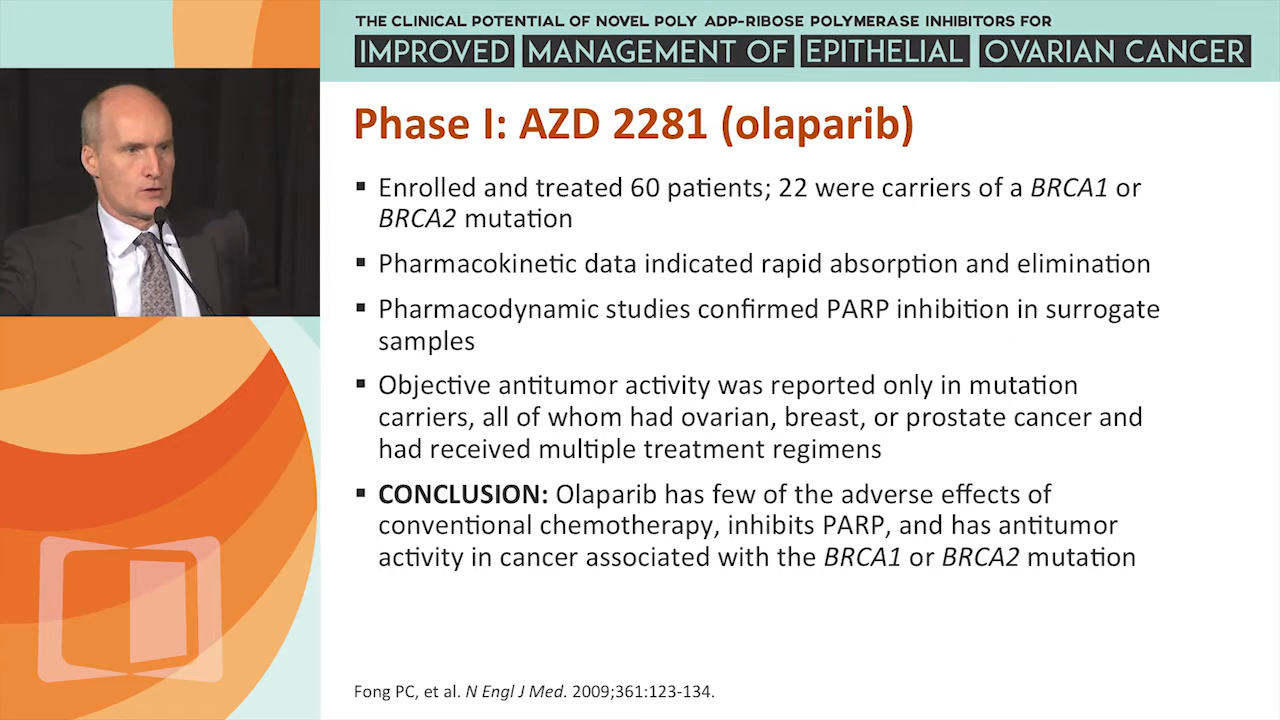 THE CLINICAL POTENTIAL OF NOVEL POLY ADP-RIBOSE POLYMERASE INHIBITORS FOR
IMPROVED MANAGEMENT OF EPITHELIAL OVARIAN CANCER
Phase I: AZD 2281 (olaparib)
▪ Enrolled and treated 60 patients; 22 were carriers of a BRCA1 or
BRCA2 mutation
▪ Pharmacokinetic data indicated rapid absorption and elimination
▪ Pharmacodynamic studies confirmed PARP inhibition in surrogate
samples
▪ Objective antitumor activity was reported only in mutation
carriers, all of whom had ovarian, breast, or prostate cancer and
had received multiple treatment regimens
▪ CONCLUSION: Olaparib has few of the adverse effects of
conventional chemotherapy, inhibits PARP, and has antitumor
activity in cancer associated with the BRCA1 or BRCA2 mutation
Fong PC, et al. N Engl J Med. 2009;361:123-134.